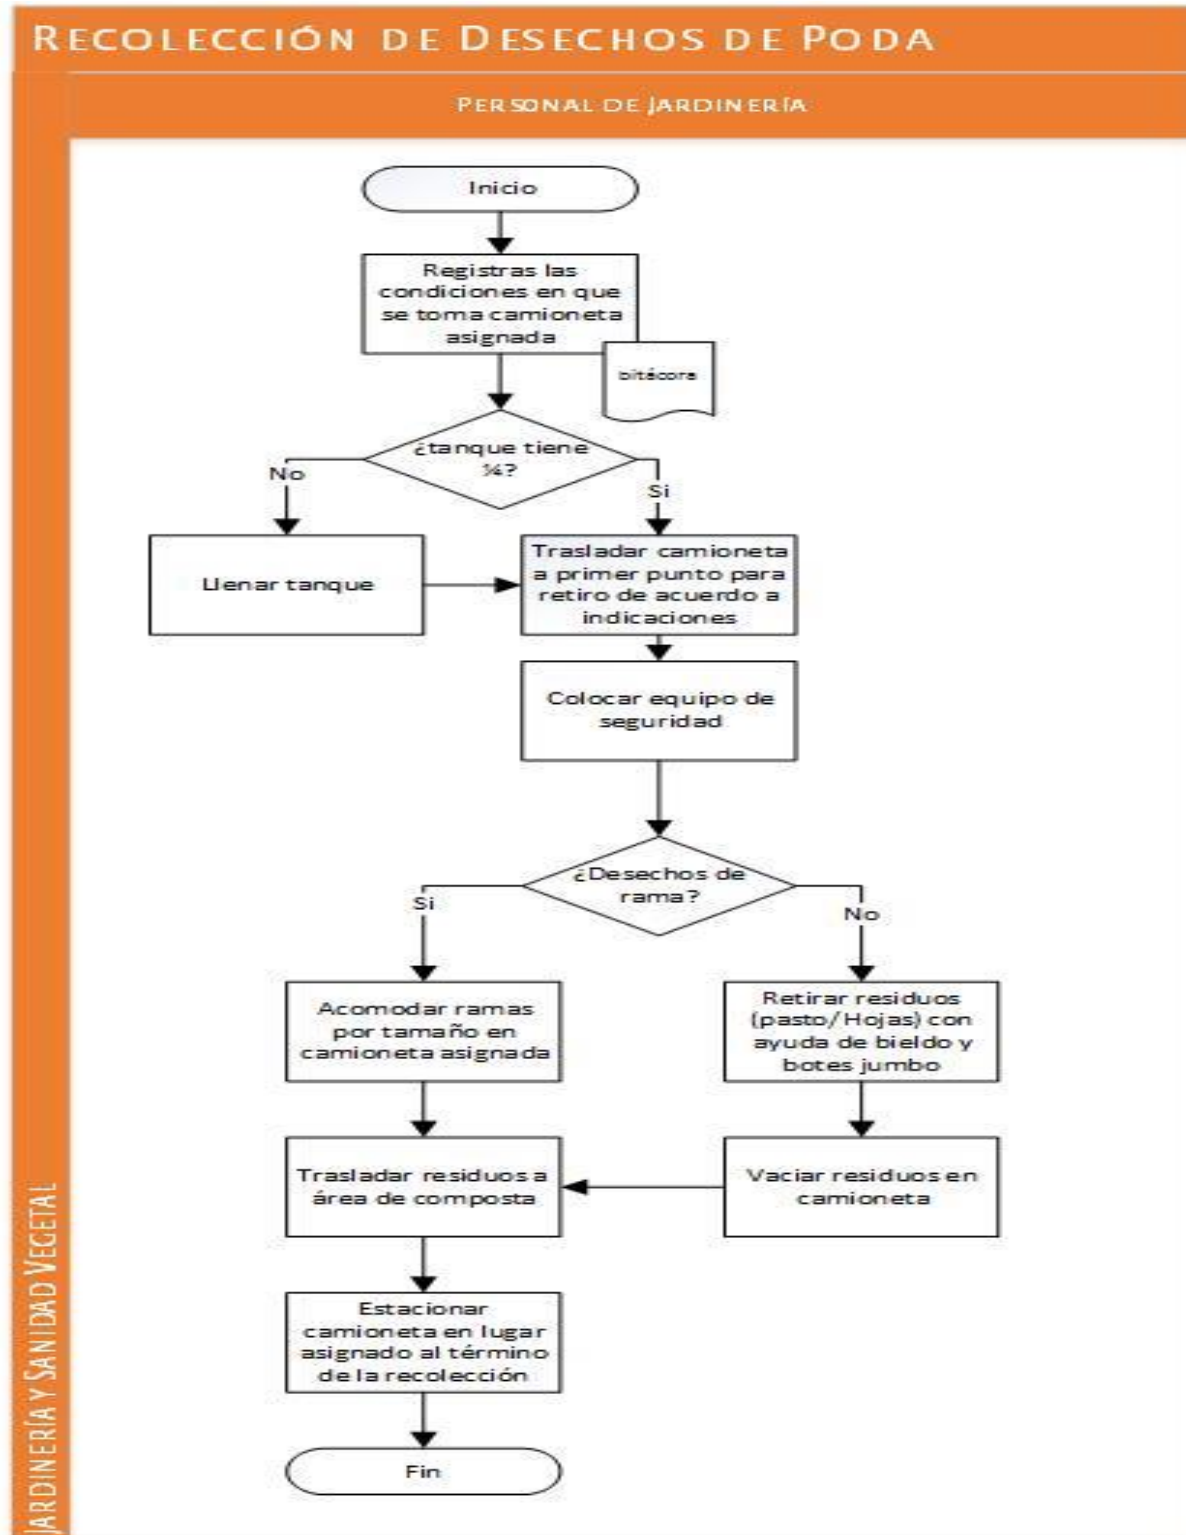 RECOLECCIÓN DE DESECHOS DE PODA
PERSONAL DE JARDINERÍA
JARDINERÍA Y SANIDAD VEGETAL
Inicio
Registras las
condiciones en que
se toma camioneta
asignada
bitácora
¿tanque tiene
¼?
No
Si
Llenar tanque
Trasladar camioneta
a primer punto para
retiro de acuerdo a
indicaciones
Colocar equipo de
seguridad
¿Desechos de
rama?
Si
No
Acomodar ramas
por tamaño en
camioneta asignada
Retirar residuos
(pasto/Hojas) con
ayuda de bieldo y
botes jumbo
Trasladar residuos a
área de composta
Vaciar residuos en
camioneta
Estacionar
camioneta en lugar
asignado al término
de la recolección
Fin